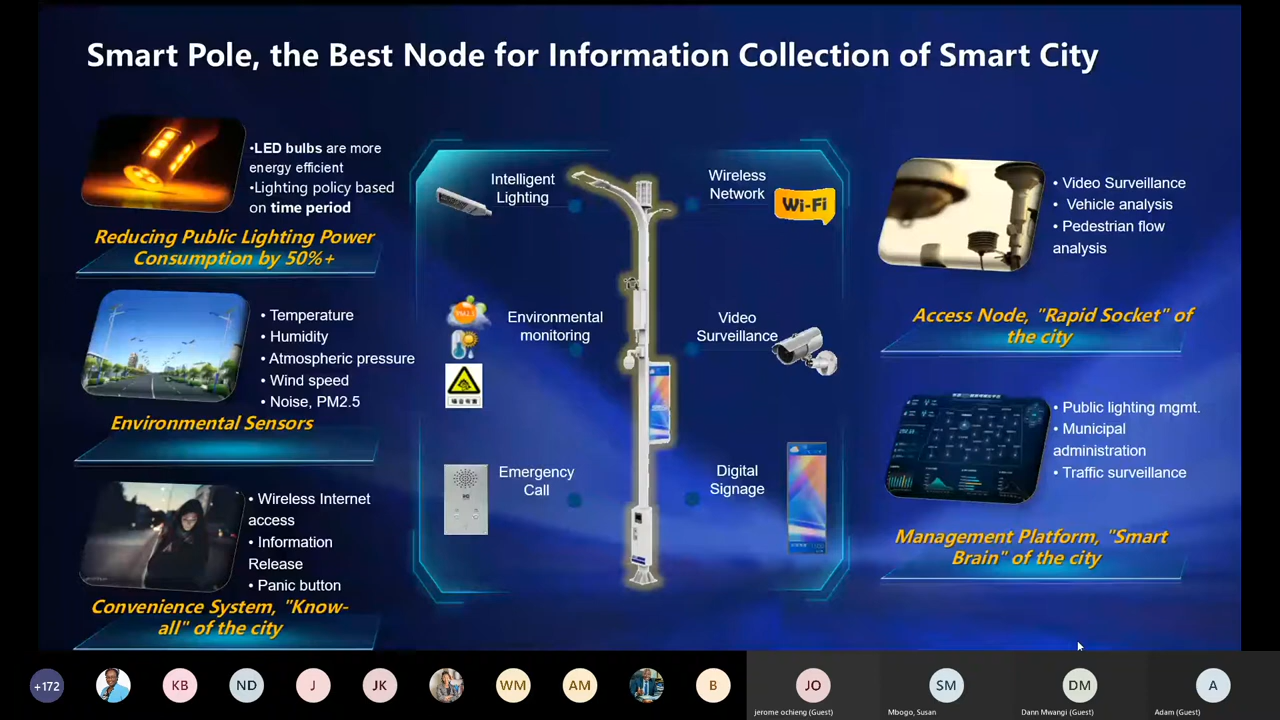 Smart Pole, the Best Node for Information Collection of Smart City
•LED bulbs are more
energy efficient
•Lighting policy based
on time period
Reducing Public Lighting Power
Consumption by 50%+
• Temperature
• Humidity
• Atmospheric pressure
• Wind speed
• Noise, PM2.5
Environmental Sensors
• Wireless Internet
access
• Information
Release
• Panic button
Convenience System, "Know-
all" of the city
Intelligent
Lighting
Wireless
Network
Wi-Fi
PM2.5
Environmental
monitoring
Video
Surveillance
Emergency
Call
Digital
Signage
• Video Surveillance
• Vehicle analysis
• Pedestrian flow
analysis
Access Node, "Rapid Socket" of
the city
• Public lighting mgmt.
• Municipal
administration
• Traffic surveillance
Management Platform, "Smart
Brain" of the city
+172
KB
ND
J
JK
WM
AM
B
JO
SM
DM
A
jerome ochieng (Guest)
Mbogo, Susan
Dann Mwangi (Guest)
Adam (Guest)